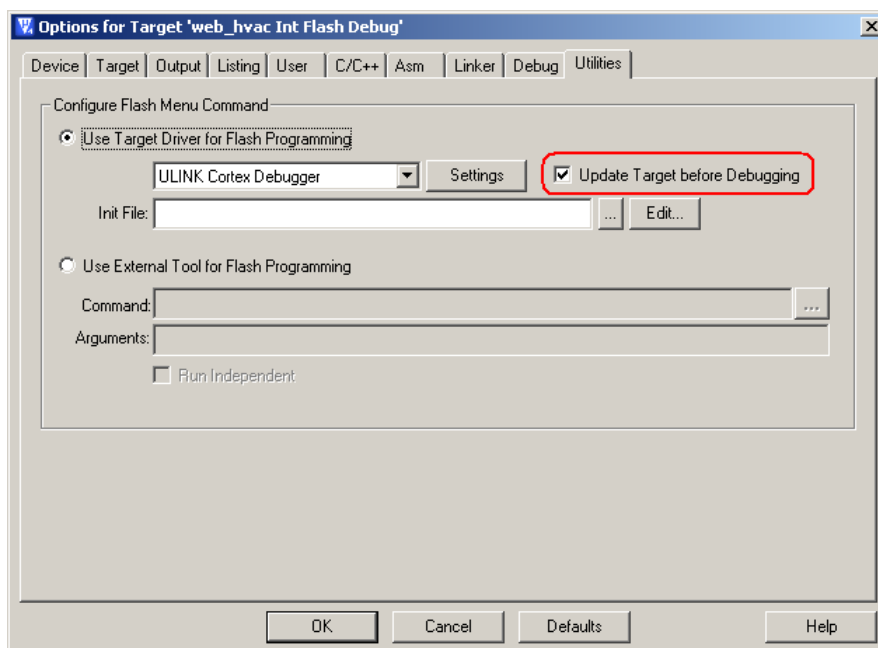 Options for Target 'web_hvac Int Flash Debug'
Device Target Output Listing User C/C++ Asm Linker Debug Utilities
Configure Flash Menu Command
Use Target Driver for Flash Programming
ULINK Cortex Debugger Settings Update Target before Debugging
Init File: ... Edit...
Use External Tool for Flash Programming
Command: ...
Arguments:
Run Independent
OK Cancel Defaults Help